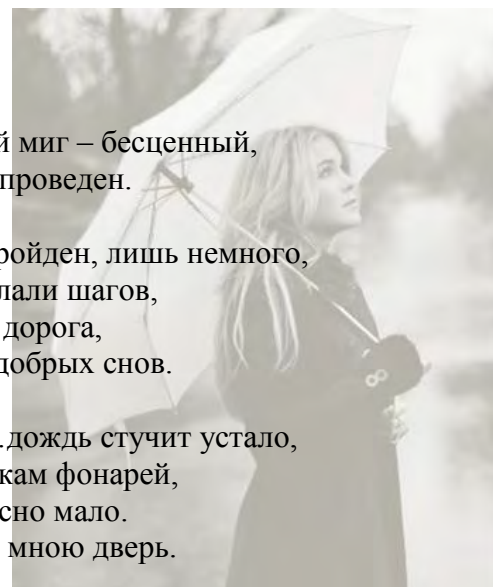 й миг – бесценный,
проведен.
ройден, лишь немного,
лали шагов,
дорога,
добрых снов.
.дождь стучит устало,
кам фонарей,
сно мало.
мною дверь.